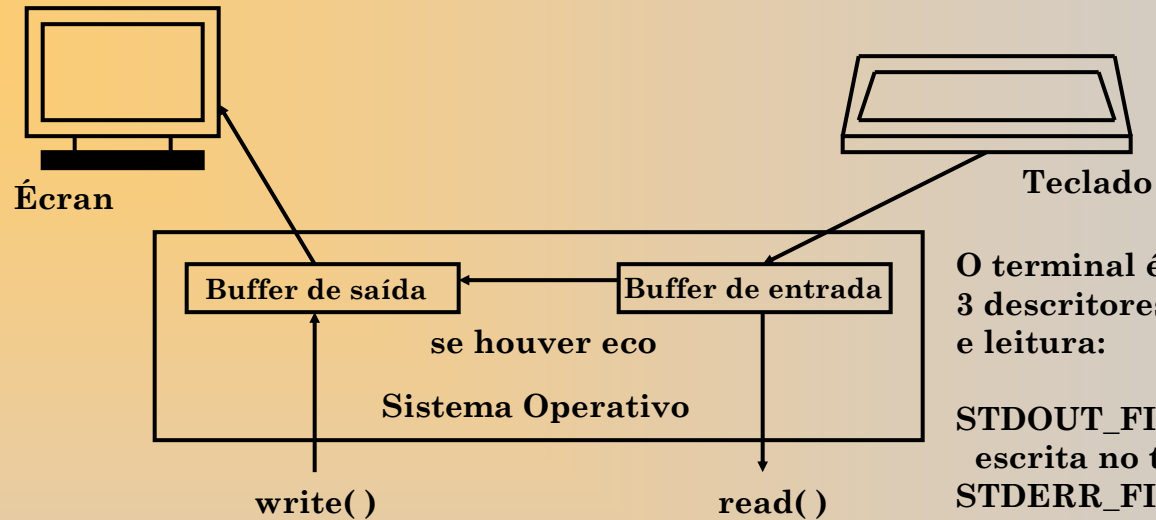 Écran
Teclado
Buffer de saída
Buffer de entrada
se houver eco
Sistema Operativo
write( )
read( )
O terminal é
3 descritores
e leitura:
STDOUT_FI
escrita no t
STDERR_FI